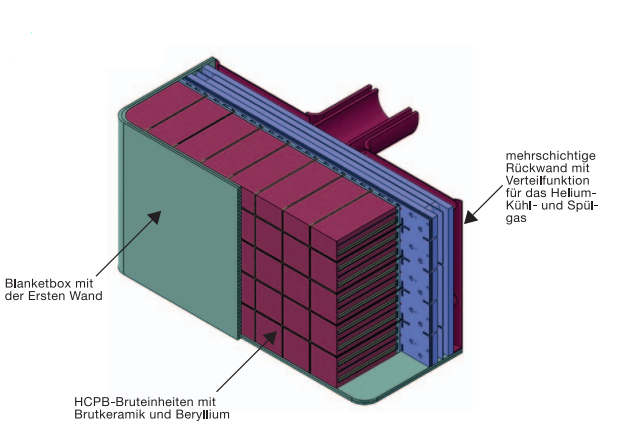 mehrschichtige
Rückwand mit
Verteilfunktion
für das Helium-
Kühl- und Spül-
gas
Blanketbox mit
der Ersten Wand
HCPB-Bruteinheiten mit
Brutkeramik und Beryllium